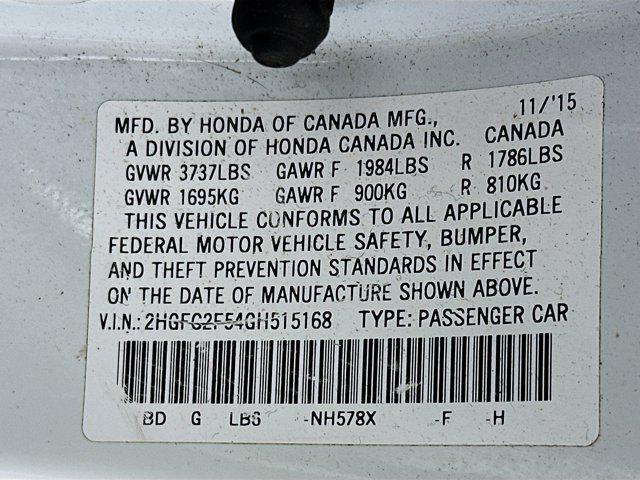 11/'15
MFD. BY HONDA OF CANADA MFG.,
A DIVISION OF HONDA CANADA INC. CANADA
GVWR 3737LBS GAWR F 1984LBS R 1786LBS
GVWR 1695KG GAWR F 900KG R 810KG
THIS VEHICLE CONFORMS TO ALL APPLICABLE
FEDERAL MOTOR VEHICLE SAFETY, BUMPER,
AND THEFT PREVENTION STANDARDS IN EFFECT
ON THE DATE OF MANUFACTURE SHOWN ABOVE.
V.I.N.: 2HGFC2F54GH515168 TYPE: PASSENGER CAR
BD G -NH578X -F -H